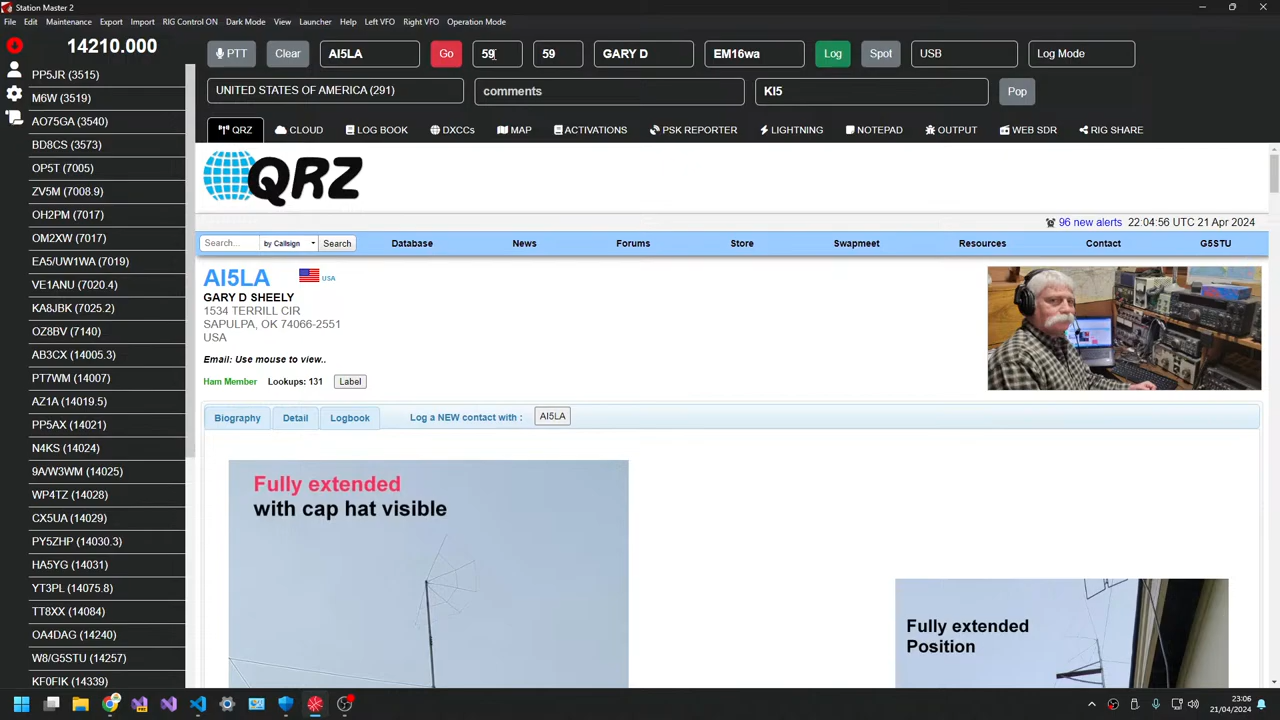 Station Master 2
File Edit Export Import RIG CONTROL Database Maintenance Help Left VFO Right VFO Operation Mode
14210.000
PTT Clear AI5LA Go 59 59 GARY D EM16wa Log Spot USB Log Mode
UNITED STATES OF AMERICA (291) comments KI5 Pop
QRZ CLOUD LOG BOOK DXCCs MAP ACTIVATIONS PSK REPORTER LIGHTNING NOTEPAD OUTPUT WEB SDR RIG SHARE
PP5JR (3515)
M6W (3519)
AO75GA (3540)
BD8CS (3573)
OP5T (7005)
ZV5M (7008.9)
OH2PM (7017)
OM2XW (7017)
EA5/UW1WA (7019)
VE1ANU (7020.4)
KA8JBK (7025.2)
OZ8BV (7140)
AB3CX (14005.3)
PT7WM (14007)
AZ1A (14019.5)
PP5AX (14021)
N4KS (14024)
9A/W3WM (14025)
WP4TZ (14028)
CX5UA (14029)
PY5ZHP (14030.3)
HA5YG (14031)
YT3PL (14075.8)
TT8XX (14084)
OA4DAG (14240)
W8/G5STU (14257)
KF0FIK (14339)
QRZ
96 new alerts 22:04:56 UTC 21 Apr 2024
Search... by Callsign Search Database News Forums Store Swapmeet Resources Contact G5STU
AI5LA USA
GARY D SHEELY
1534 TERRILL CIR
SAPULPA, OK 74066-2551
USA
Email: Use mouse to view..
Ham Member Lookups: 131 Label
Biography Detail Logbook Log a NEW contact with : AI5LA
Fully extended
with cap hat visible
Fully extended
Position
23:06
21/04/2024